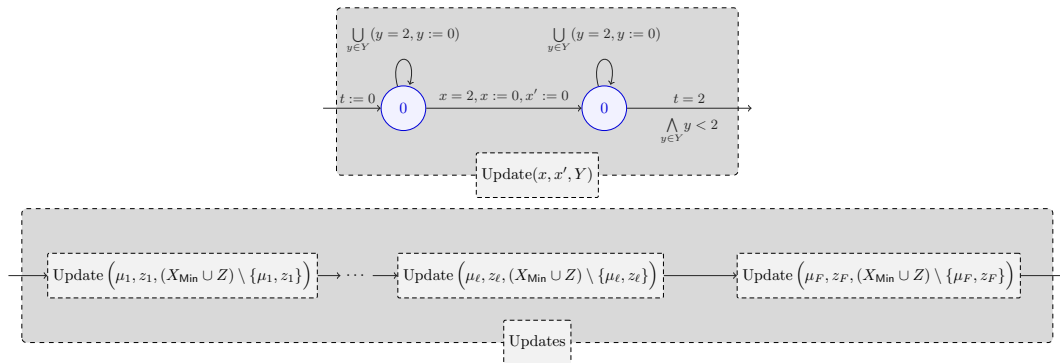 ⋃_{y∈Y}(y = 2, y := 0) ⋃_{y∈Y}(y = 2, y := 0)
t := 0 0 x = 2, x := 0, x′ := 0 0 t = 2
⋀_{y∈Y} y < 2
Update(x, x′, Y)
Update (μ_1, z_1, (X_Min ∪ Z) \ {μ_1, z_1}) ⋯ Update (μ_ℓ, z_ℓ, (X_Min ∪ Z) \ {μ_ℓ, z_ℓ}) Update (μ_F, z_F, (X_Min ∪ Z) \ {μ_F, z_F})
Updates